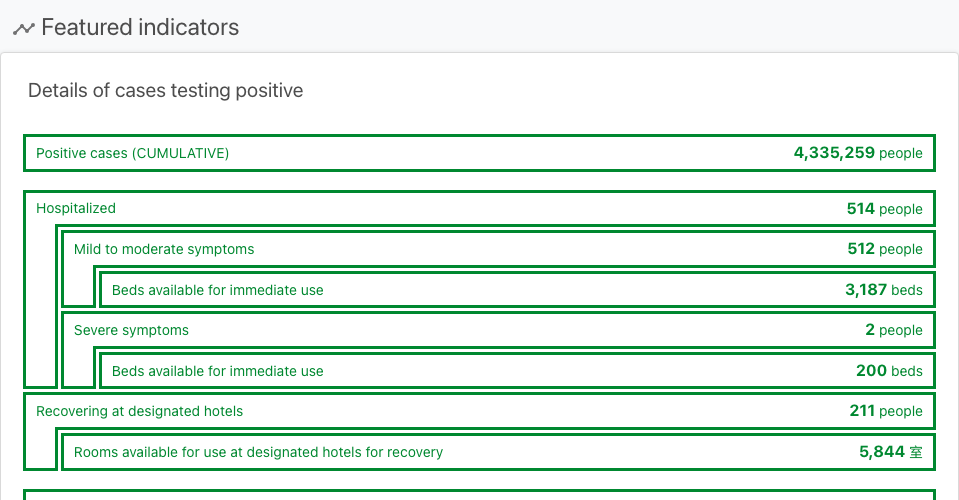 Featured indicators
Details of cases testing positive
Positive cases (CUMULATIVE) 4,335,259 people
Hospitalized 514 people
Mild to moderate symptoms 512 people
Beds available for immediate use 3,187 beds
Severe symptoms 2 people
Beds available for immediate use 200 beds
Recovering at designated hotels 211 people
Rooms available for use at designated hotels for recovery 5,844 室